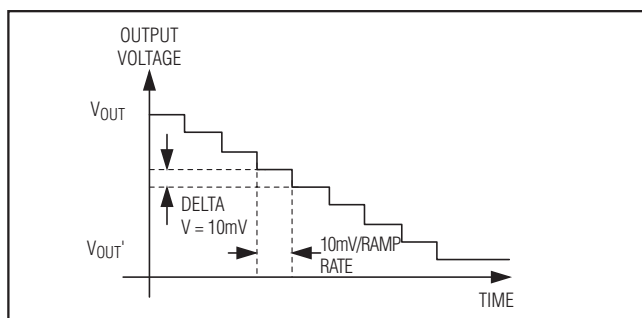 OUTPUT
VOLTAGE
VOUT
DELTA
V = 10mV
VOUT'
10mV/RAMP
RATE
TIME